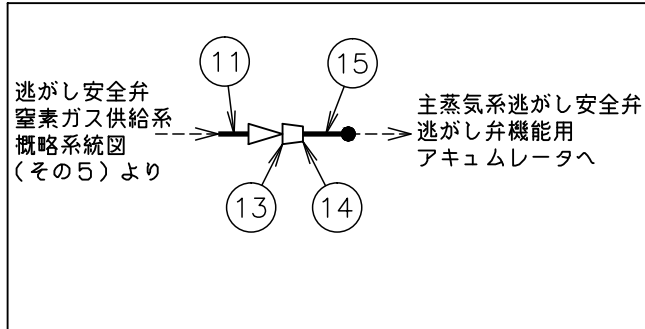 逃がし安全弁
窒素ガス供給系
概略系統図
(その5)より
11
15
主蒸気系逃がし安全弁
逃がし弁機能用
アキュムレータへ
13
14